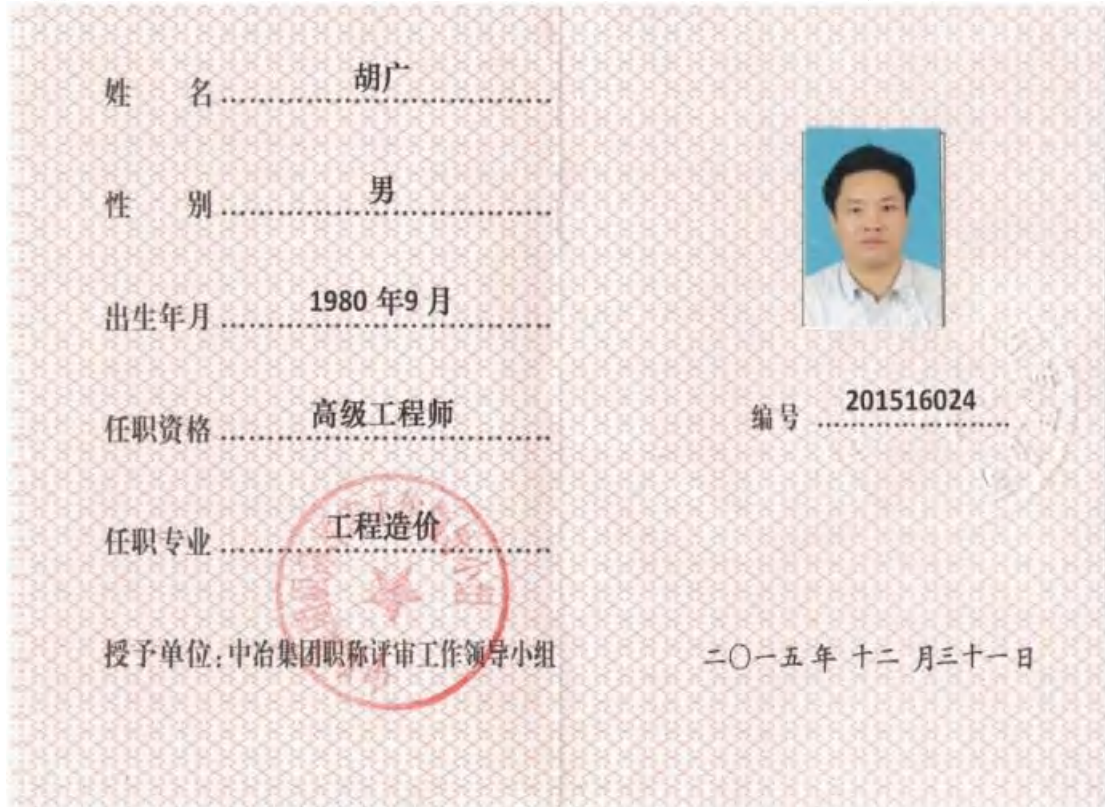 姓 名 胡广
性 别 男
出生年月 1980 年9 月
任职资格 高级工程师
任职专业 工程造价
授予单位：中冶集团职称评审工作领导小组
编号 201516024
二〇一五 年 十二 月三十一日